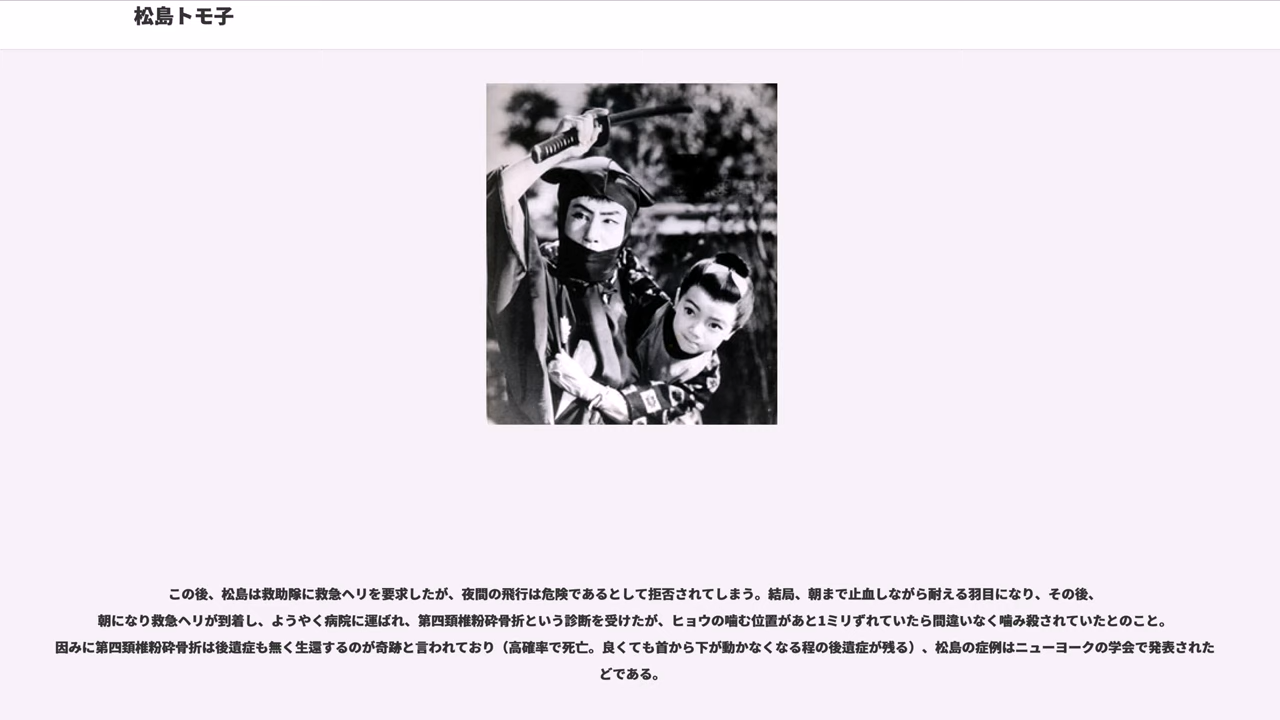 松島トモ子
この後、松島は救助隊に救急ヘリを要求したが、夜間の飛行は危険であるとして拒否されてしまう。結局、朝まで止血しながら耐える羽目になり、その後、
朝になり救急ヘリが到着し、ようやく病院に運ばれ、第四頚椎粉砕骨折という診断を受けたが、ヒョウの噛む位置があと1ミリずれていたら間違いなく噛み殺されていたとのこと。
因みに第四頚椎粉砕骨折は後遺症も無く生還するのが奇跡と言われており（高確率で死亡。良くても首から下が動かなくなる程の後遺症が残る）、松島の症例はニューヨークの学会で発表された
どである。